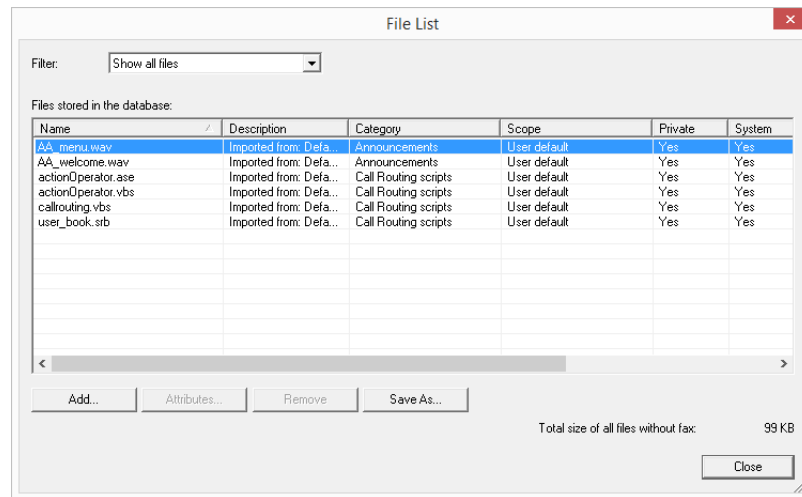 File List
Filter: Show all files
Files stored in the database:
Name Description Category Scope Private System
AA_menu.wav Imported from: Defa... Announcements User default Yes Yes
AA_welcome.wav Imported from: Defa... Announcements User default Yes Yes
actionOperator.ase Imported from: Defa... Call Routing scripts User default Yes Yes
actionOperator.vbs Imported from: Defa... Call Routing scripts User default Yes Yes
callrouting.vbs Imported from: Defa... Call Routing scripts User default Yes Yes
user_book.srb Imported from: Defa... Call Routing scripts User default Yes Yes
Add... Attributes... Remove Save As...
Total size of all files without fax: 99 KB
Close